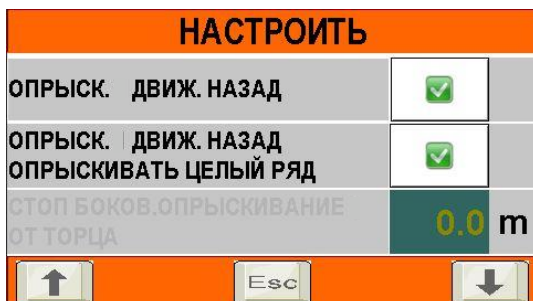 НАСТРОИТЬ
ОПРЫСК. ДВИЖ. НАЗАД
ОПРЫСК. ДВИЖ. НАЗАД
ОПРЫСКИВАТЬ ЦЕЛЫЙ РЯД
СТОП БОКОВ.ОПРЫСКИВАНИЕ
ОТ ТОРЦА
0.0 m
Esc